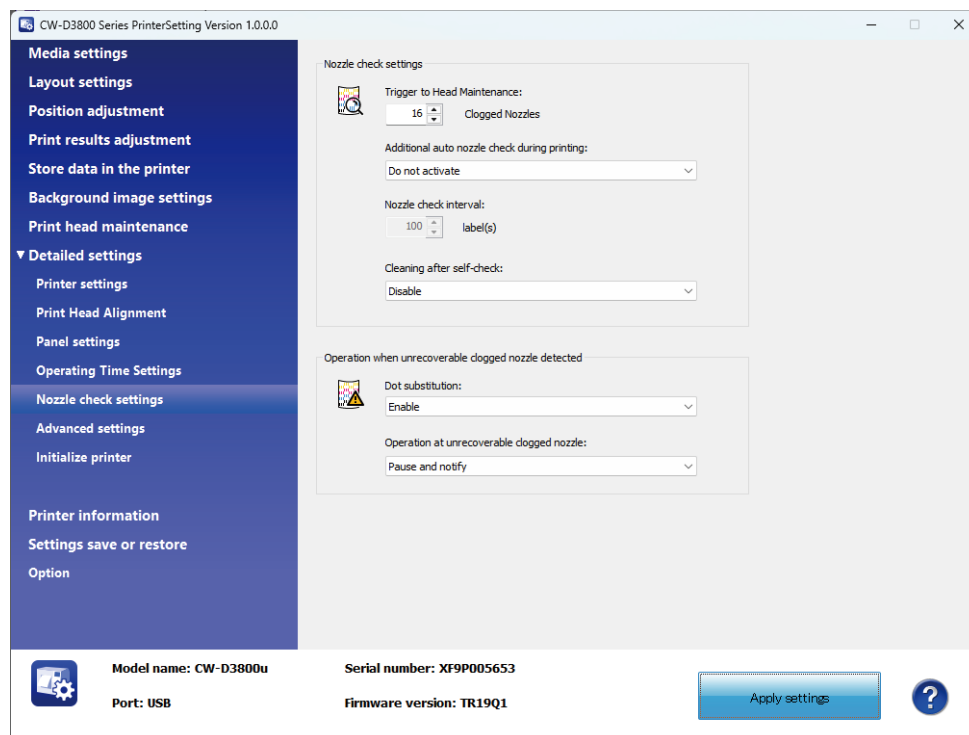 CW-D3800 Series PrinterSetting Version 1.0.0.0
Media settings
Layout settings
Position adjustment
Print results adjustment
Store data in the printer
Background image settings
Print head maintenance
▼ Detailed settings
Printer settings
Print Head Alignment
Panel settings
Operating Time Settings
Nozzle check settings
Advanced settings
Initialize printer
Printer information
Settings save or restore
Option
Nozzle check settings
Trigger to Head Maintenance:
16 Clogged Nozzles
Additional auto nozzle check during printing:
Do not activate
Nozzle check interval:
100 label(s)
Cleaning after self-check:
Disable
Operation when unrecoverable clogged nozzle detected
Dot substitution:
Enable
Operation at unrecoverable clogged nozzle:
Pause and notify
Model name: CW-D3800u
Serial number: XF9P005653
Port: USB
Firmware version: TR19Q1
Apply settings
?